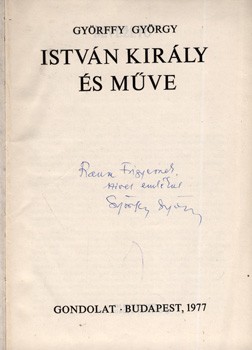 GYÖRFFY GYÖRGY
ISTVÁN KIRÁLY
ÉS MŰVE
Frigyesnek
szíves emlékül
Györffy György
GONDOLAT · BUDAPEST, 1977